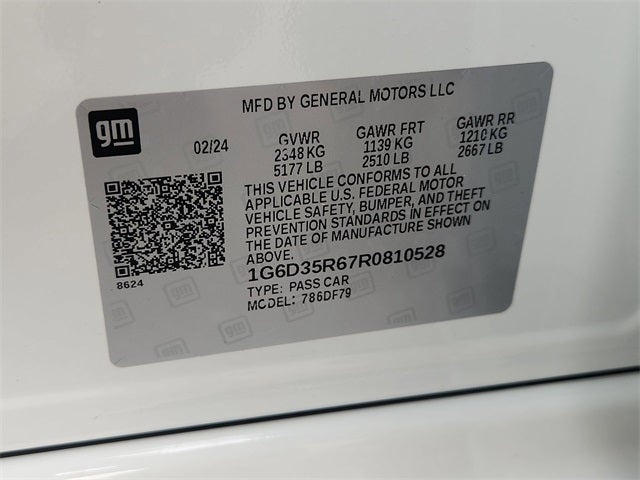 MFD BY GENERAL MOTORS LLC
gm
02/24
GVWR
2348 KG
5177 LB
GAWR FRT
1139 KG
2510 LB
GAWR RR
1210 KG
2667 LB
THIS VEHICLE CONFORMS TO ALL
APPLICABLE U.S. FEDERAL MOTOR
VEHICLE SAFETY, BUMPER, AND THEFT
PREVENTION STANDARDS IN EFFECT ON
THE DATE OF MANUFACTURE SHOWN
ABOVE.
1G6D35R67R0810528
TYPE: PASS CAR
MODEL: 786DF79
8624